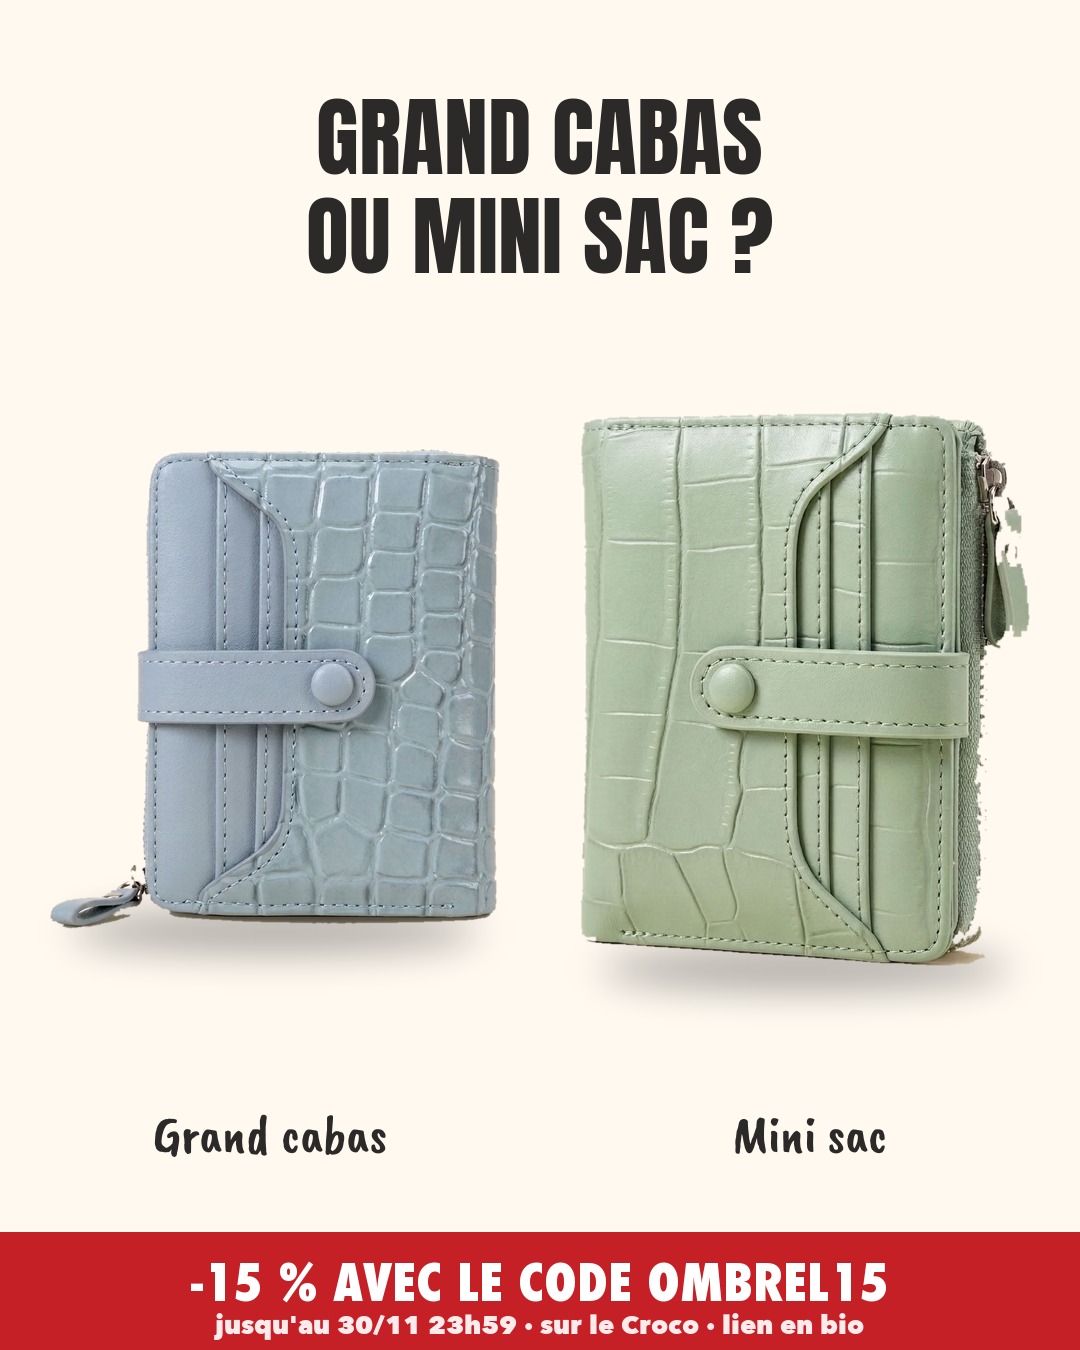 GRAND CABAS
OU MINI SAC ?
Grand cabas
Mini sac
-15 % AVEC LE CODE OMBREL15
jusqu'au 30/11 23h59 · sur le Croco · lien en bio